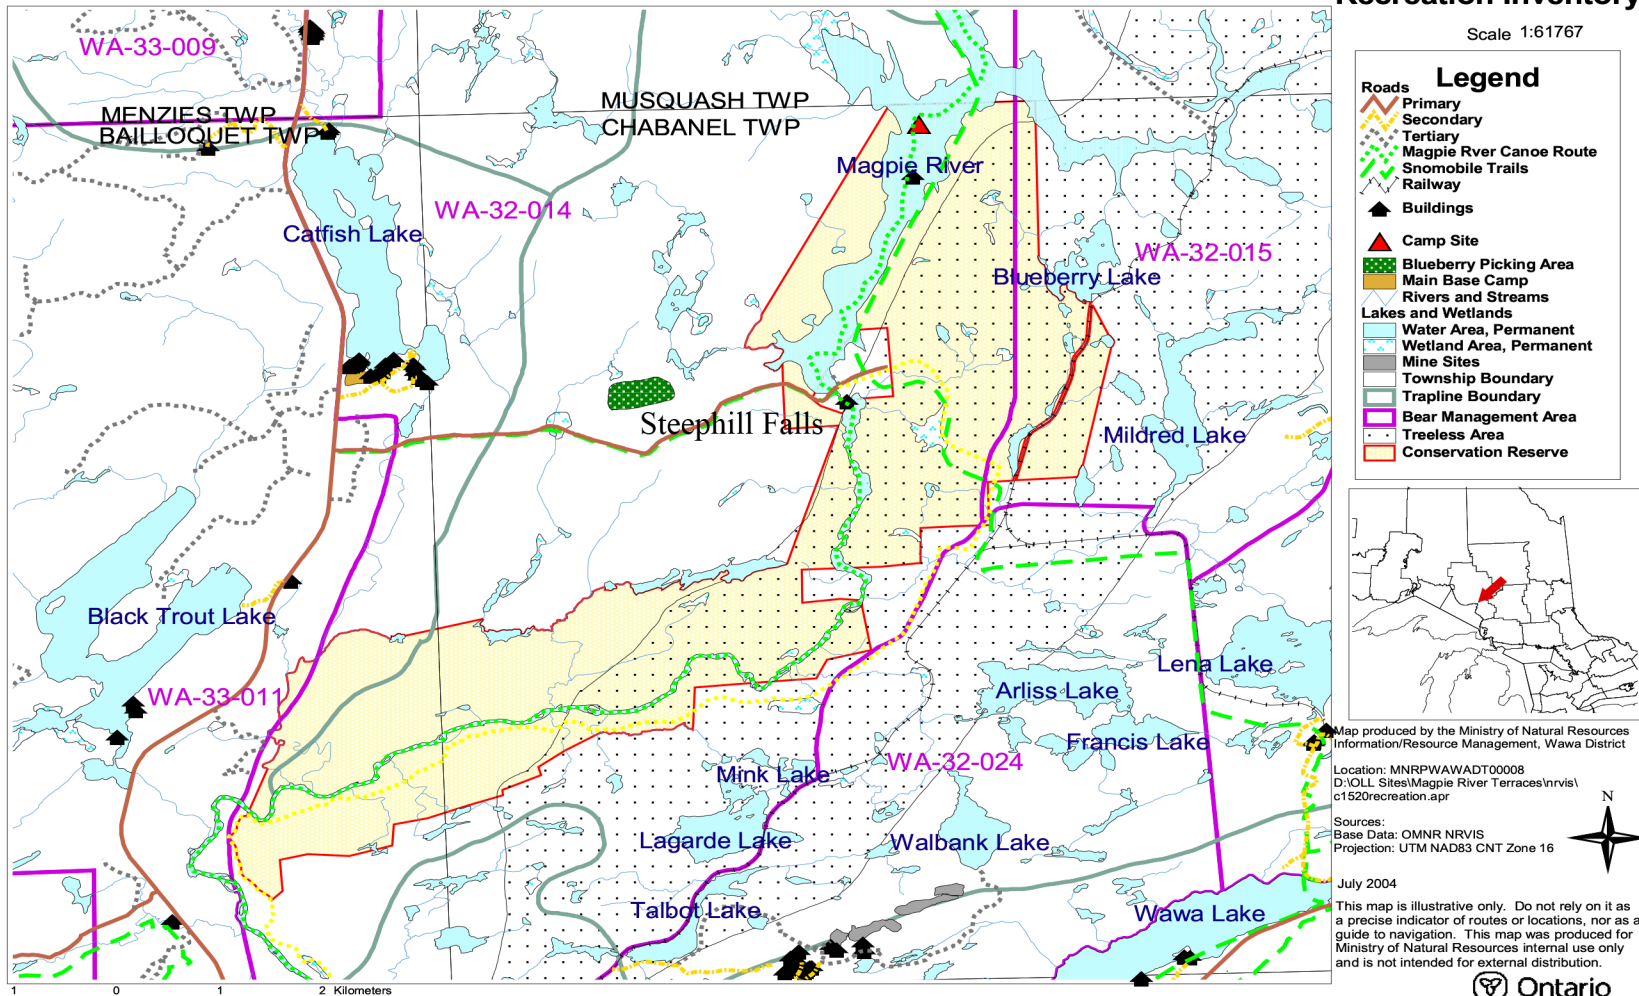 Recreation Inventory
Scale 1:61767
Legend
Roads
Primary
Secondary
Tertiary
Magpie Rver Canoe Route
Snomobile Trails
Railway
Buildings
Camp Site
Blueberry Picking Area
Main Base Camp
Rivers and Streams
Lakes and Wetlands
Water Area, Permanent
Wetland Area, Permanent
Mine Sites
Township Boundary
Trapline Boundary
Bear Management Area
Treeless Area
Conservation Reserve
WA-33-009
MENZIES TWP
BAILLOQUET TWP
MUSQUASH TWP
CHABANEL TWP
Magpie River
WA-32-014
Catfish Lake
WA-32-015
Blueberry Lake
Steephill Falls
Mildred Lake
Black Trout Lake
WA-33-011
Lena Lake
Arliss Lake
Francis Lake
WA-32-024
Mink Lake
Lagarde Lake
Walbank Lake
Talbot Lake
Wawa Lake
1 0 1 2 Kilometers
Map produced by the Ministry of Natural Resources
Information/Resource Management, Wawa District
Location: MNRPWAWADT00008
D:\OLL Sites\Magpie River Terraces\nrvis\
c1520recreation.apr
N
Sources:
Base Data: OMNR NRVIS
Projection: UTM NAD83 CNT Zone 16
July 2004
This map is illustrative only. Do not rely on it as
a precise indicator of routes or locations, nor as a
guide to navigation. This map was produced for
Ministry of Natural Resources internal use only
and is not intended for external distribution.
Ontario